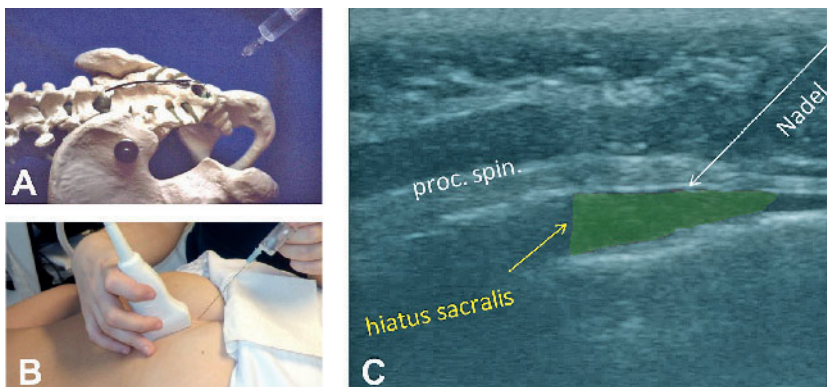 A
B
C
Nadel
proc. spin.
hiatus sacralis